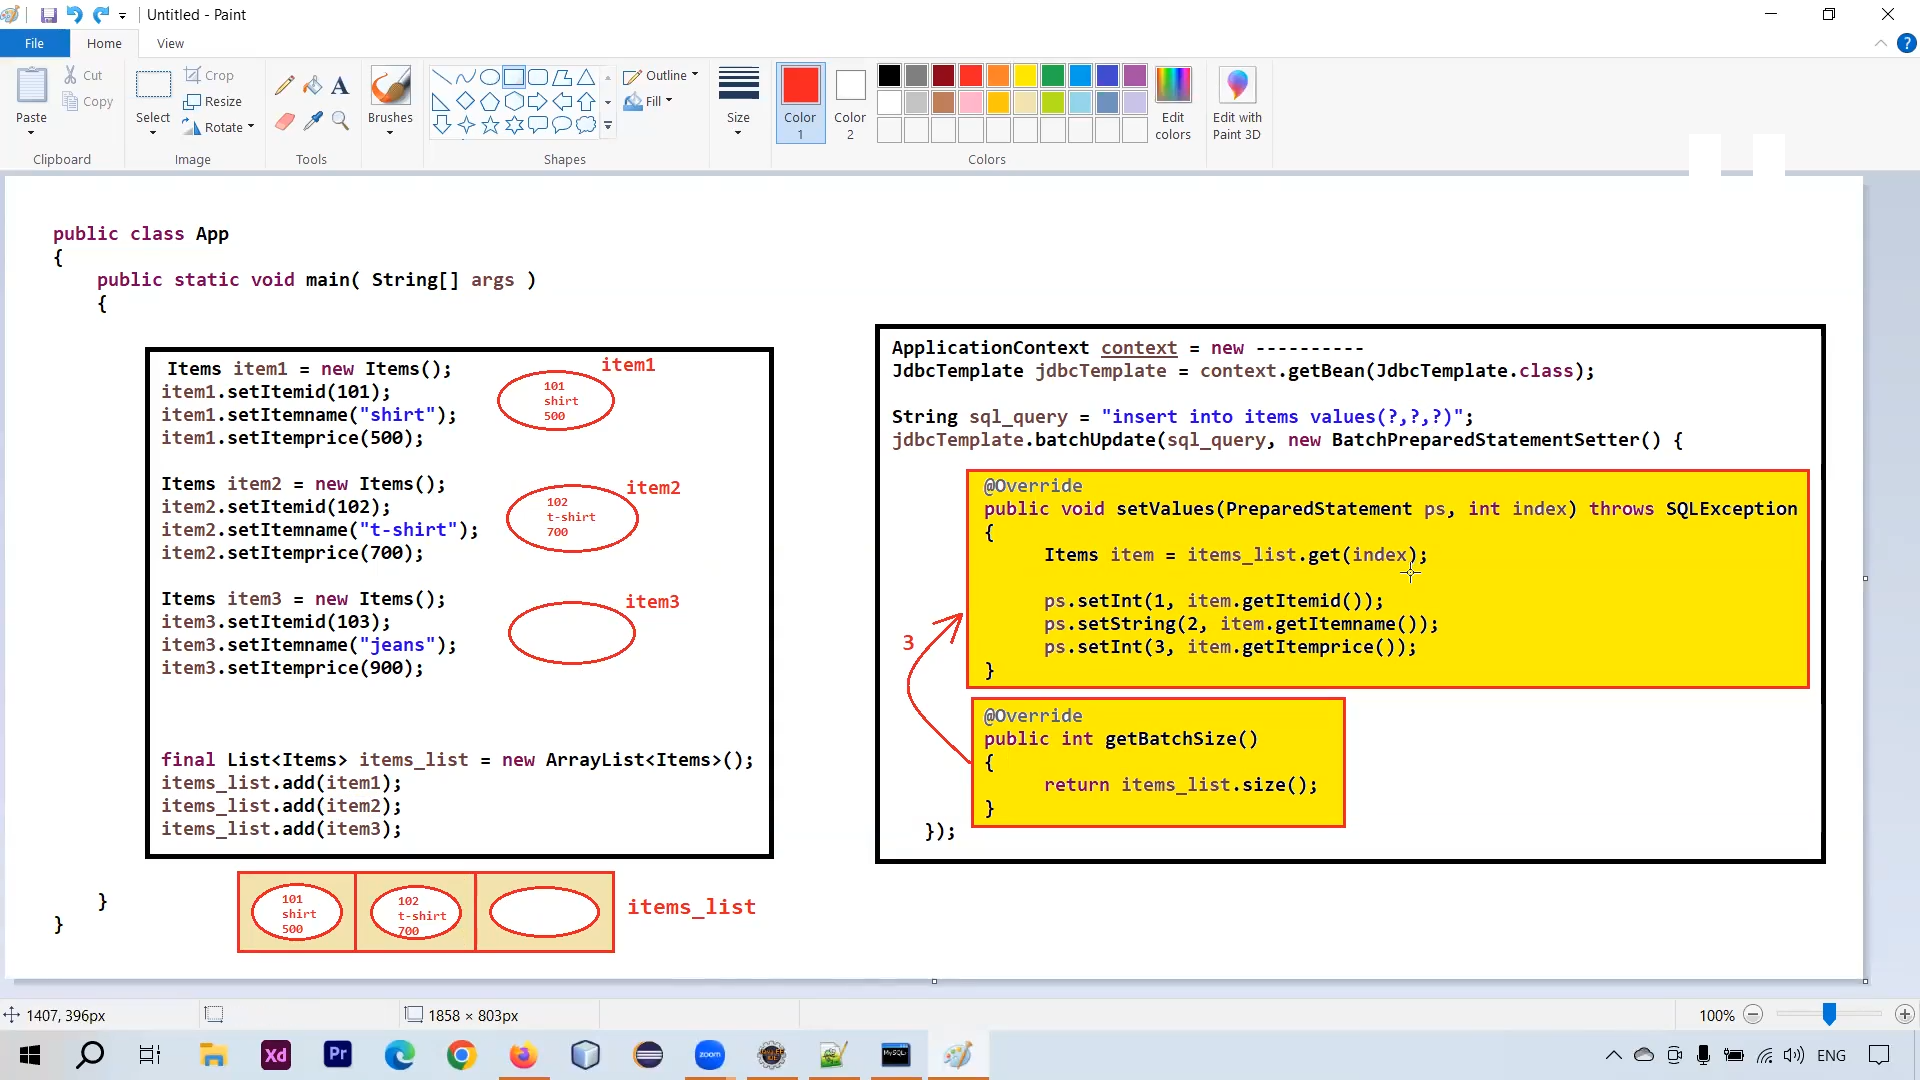 Untitled - Paint
File
Home
View
Paste
Cut
Copy
Clipboard
Select
Crop
Resize
Rotate
Image
Tools
Brushes
Outline
Fill
Shapes
Size
Color
1
Color
2
Edit
colors
Edit with
Paint 3D
Colors
public class App
{
public static void main( String[] args )
{
Items item1 = new Items();
item1.setItemid(101);
item1.setItemname("shirt");
item1.setItemprice(500);
item1
101
shirt
500
Items item2 = new Items();
item2.setItemid(102);
item2.setItemname("t-shirt");
item2.setItemprice(700);
item2
102
t-shirt
700
Items item3 = new Items();
item3.setItemid(103);
item3.setItemname("jeans");
item3.setItemprice(900);
item3
final List<Items> items_list = new ArrayList<Items>();
items_list.add(item1);
items_list.add(item2);
items_list.add(item3);
}
}
101
shirt
500
102
t-shirt
700
items_list
ApplicationContext context = new ----------
JdbcTemplate jdbcTemplate = context.getBean(JdbcTemplate.class);
String sql_query = "insert into items values(?,?,?)";
jdbcTemplate.batchUpdate(sql_query, new BatchPreparedStatementSetter() {
@Override
public void setValues(PreparedStatement ps, int index) throws SQLException
{
Items item = items_list.get(index);
ps.setInt(1, item.getItemid());
ps.setString(2, item.getItemname());
ps.setInt(3, item.getItemprice());
}
3
@Override
public int getBatchSize()
{
return items_list.size();
}
});
1407, 396px
1858 × 803px
100%
Xd
Pr
zoom
MySQL
ENG